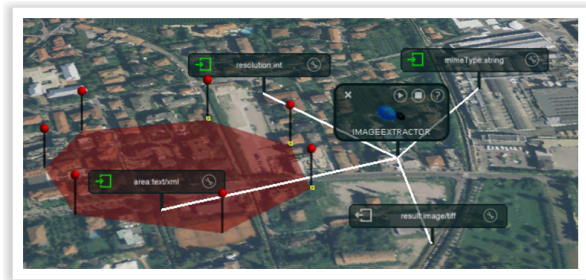 resolution:int
mimeType:string
IMAGEEXTRACTOR
area:text/xml
result:image/tiff